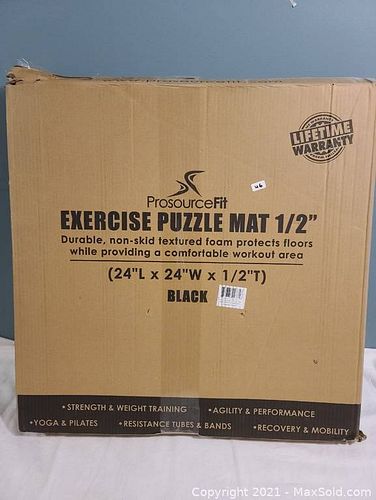 LIFETIME
WARRANTY
ProsourceFit
EXERCISE PUZZLE MAT 1/2"
Durable, non-skid textured foam protects floors
while providing a comfortable workout area
(24"L x 24"W x 1/2"T)
BLACK
• STRENGTH & WEIGHT TRAINING • AGILITY & PERFORMANCE
• YOGA & PILATES • RESISTANCE TUBES & BANDS • RECOVERY & MOBILITY
Copyright 2021 - MaxSold.com